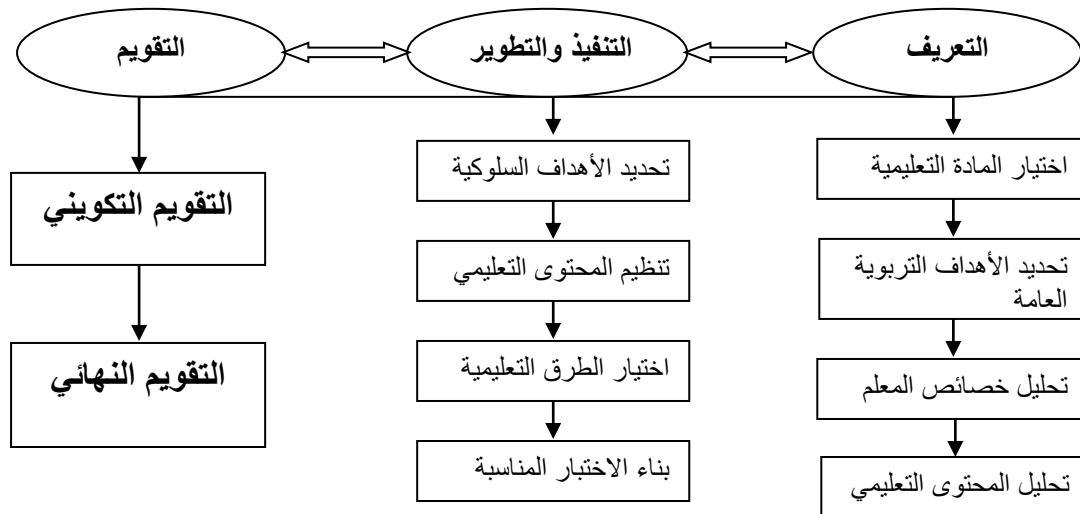 التعريف
التنفيذ والتطوير
التقويم
اختيار المادة التعليمية
تحديد الأهداف التربوية
العامة
تحليل خصائص المعلم
تحليل المحتوى التعليمي
تحديد الأهداف السلوكية
تنظيم المحتوى التعليمي
اختيار الطرق التعليمية
بناء الاختبار المناسبة
التقويم التكويني
التقويم النهائي